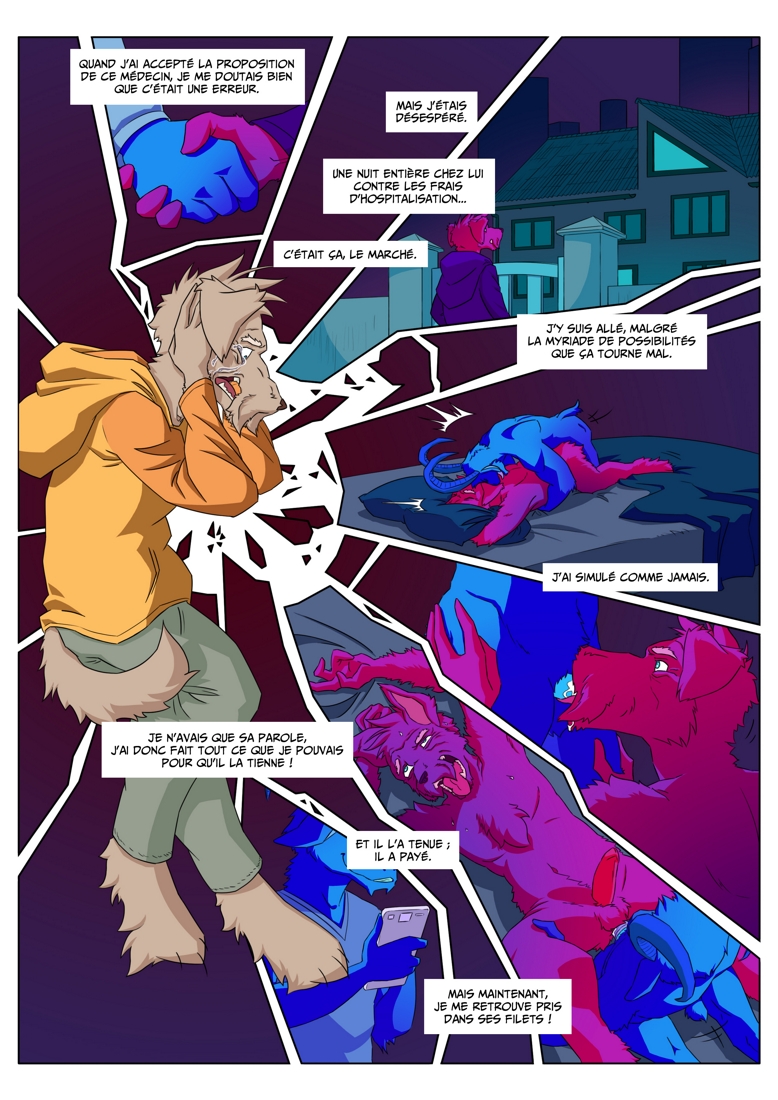 QUAND J'AI ACCEPTÉ LA PROPOSITION
DE CE MÉDECIN, JE ME DOUTAIS BIEN
QUE C'ÉTAIT UNE ERREUR.
MAIS J'ÉTAIS
DÉSESPÉRÉ.
UNE NUIT ENTIÈRE CHEZ LUI
CONTRE LES FRAIS
D'HOSPITALISATION...
C'ÉTAIT ÇA, LE MARCHÉ.
J'Y SUIS ALLÉ, MALGRÉ
LA MYRIADE DE POSSIBILITÉS
QUE ÇA TOURNE MAL.
J'AI SIMULÉ COMME JAMAIS.
JE N'AVAIS QUE SA PAROLE,
J'AI DONC FAIT TOUT CE QUE JE POUVAIS
POUR QU'IL LA TIENNE !
ET IL L'A TENUE ;
IL A PAYÉ.
MAIS MAINTENANT,
JE ME RETROUVE PRIS
DANS SES FILETS !